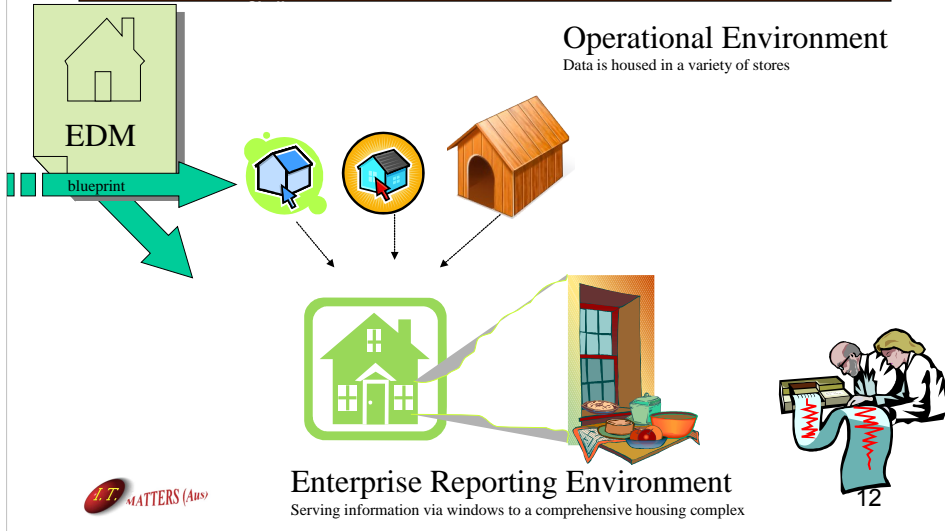 Operational Environment
Data is housed in a variety of stores
EDM
blueprint
Enterprise Reporting Environment
Serving information via windows to a comprehensive housing complex
I.T. MATTERS (Aus)
12